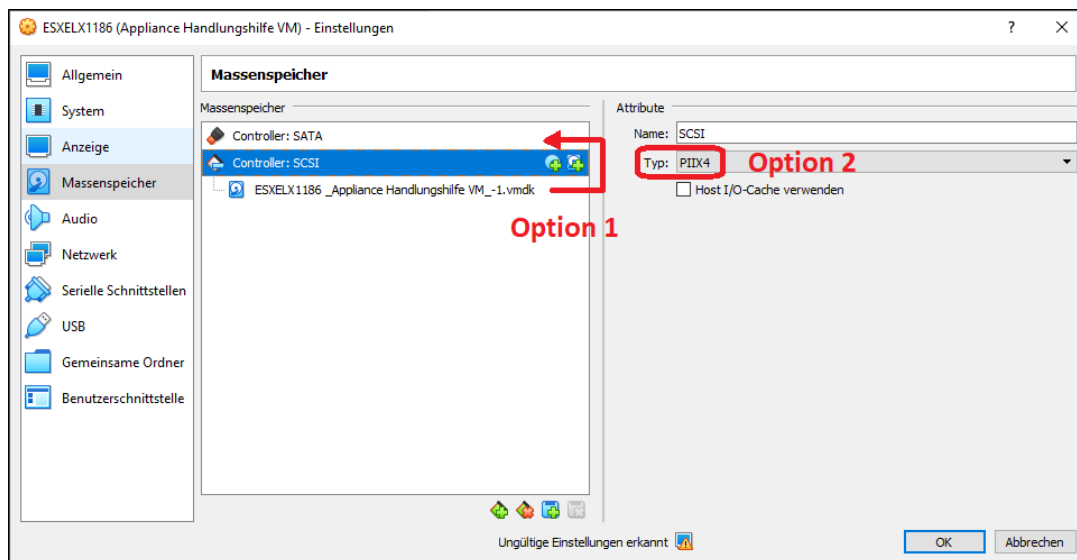 ESXELX1186 (Appliance Handlungshilfe VM) - Einstellungen
?
Allgemein
System
Anzeige
Massenspeicher
Audio
Netzwerk
Serielle Schnittstellen
USB
Gemeinsame Ordner
Benutzerschnittstelle
Massenspeicher
Massenspeicher
Controller: SATA
Controller: SCSI
ESXELX1186 _Appliance Handlungshilfe VM_-1.vmdk
Option 1
Attribute
Name: SCSI
Typ: PIIX4 Option 2
Host I/O-Cache verwenden
Ungültige Einstellungen erkannt
OK Abbrechen